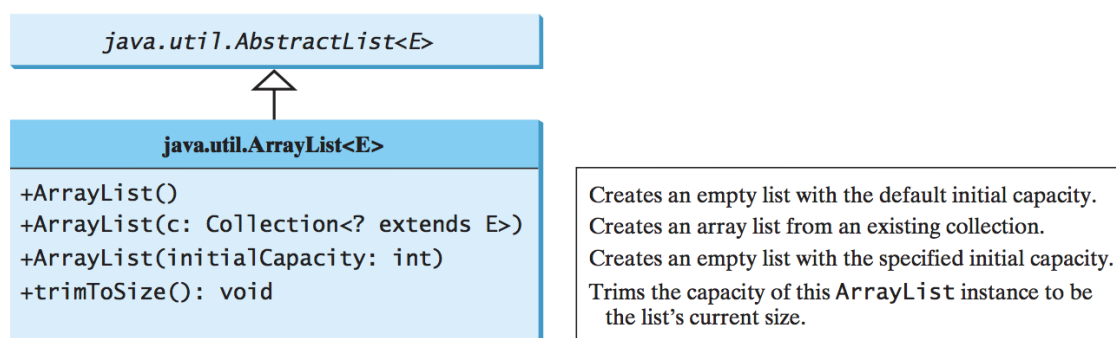 java.util.AbstractList<E>
java.util.ArrayList<E>
+ArrayList()
+ArrayList(c: Collection<? extends E>)
+ArrayList(initialCapacity: int)
+trimToSize(): void
Creates an empty list with the default initial capacity.
Creates an array list from an existing collection.
Creates an empty list with the specified initial capacity.
Trims the capacity of this ArrayList instance to be
the list’s current size.